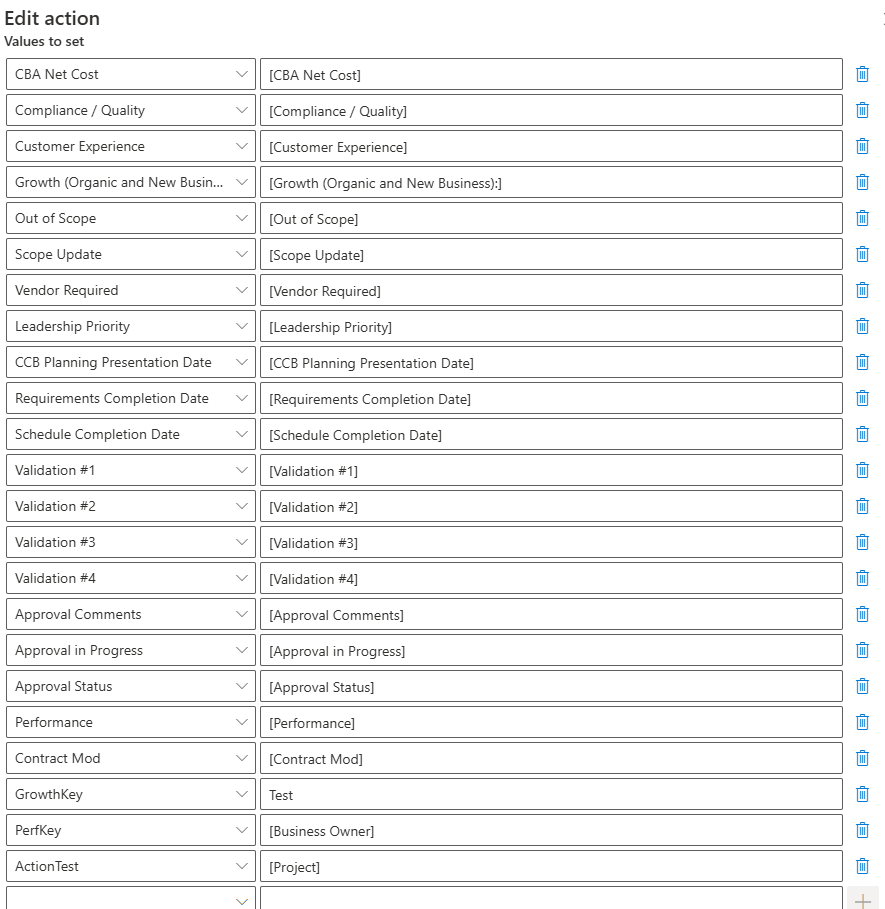 Edit action
Values to set
CBA Net Cost [CBA Net Cost]
Compliance / Quality [Compliance / Quality]
Customer Experience [Customer Experience]
Growth (Organic and New Busin... [Growth (Organic and New Business):]
Out of Scope [Out of Scope]
Scope Update [Scope Update]
Vendor Required [Vendor Required]
Leadership Priority [Leadership Priority]
CCB Planning Presentation Date [CCB Planning Presentation Date]
Requirements Completion Date [Requirements Completion Date]
Schedule Completion Date [Schedule Completion Date]
Validation #1 [Validation #1]
Validation #2 [Validation #2]
Validation #3 [Validation #3]
Validation #4 [Validation #4]
Approval Comments [Approval Comments]
Approval in Progress [Approval in Progress]
Approval Status [Approval Status]
Performance [Performance]
Contract Mod [Contract Mod]
GrowthKey Test
PerfKey [Business Owner]
ActionTest [Project]